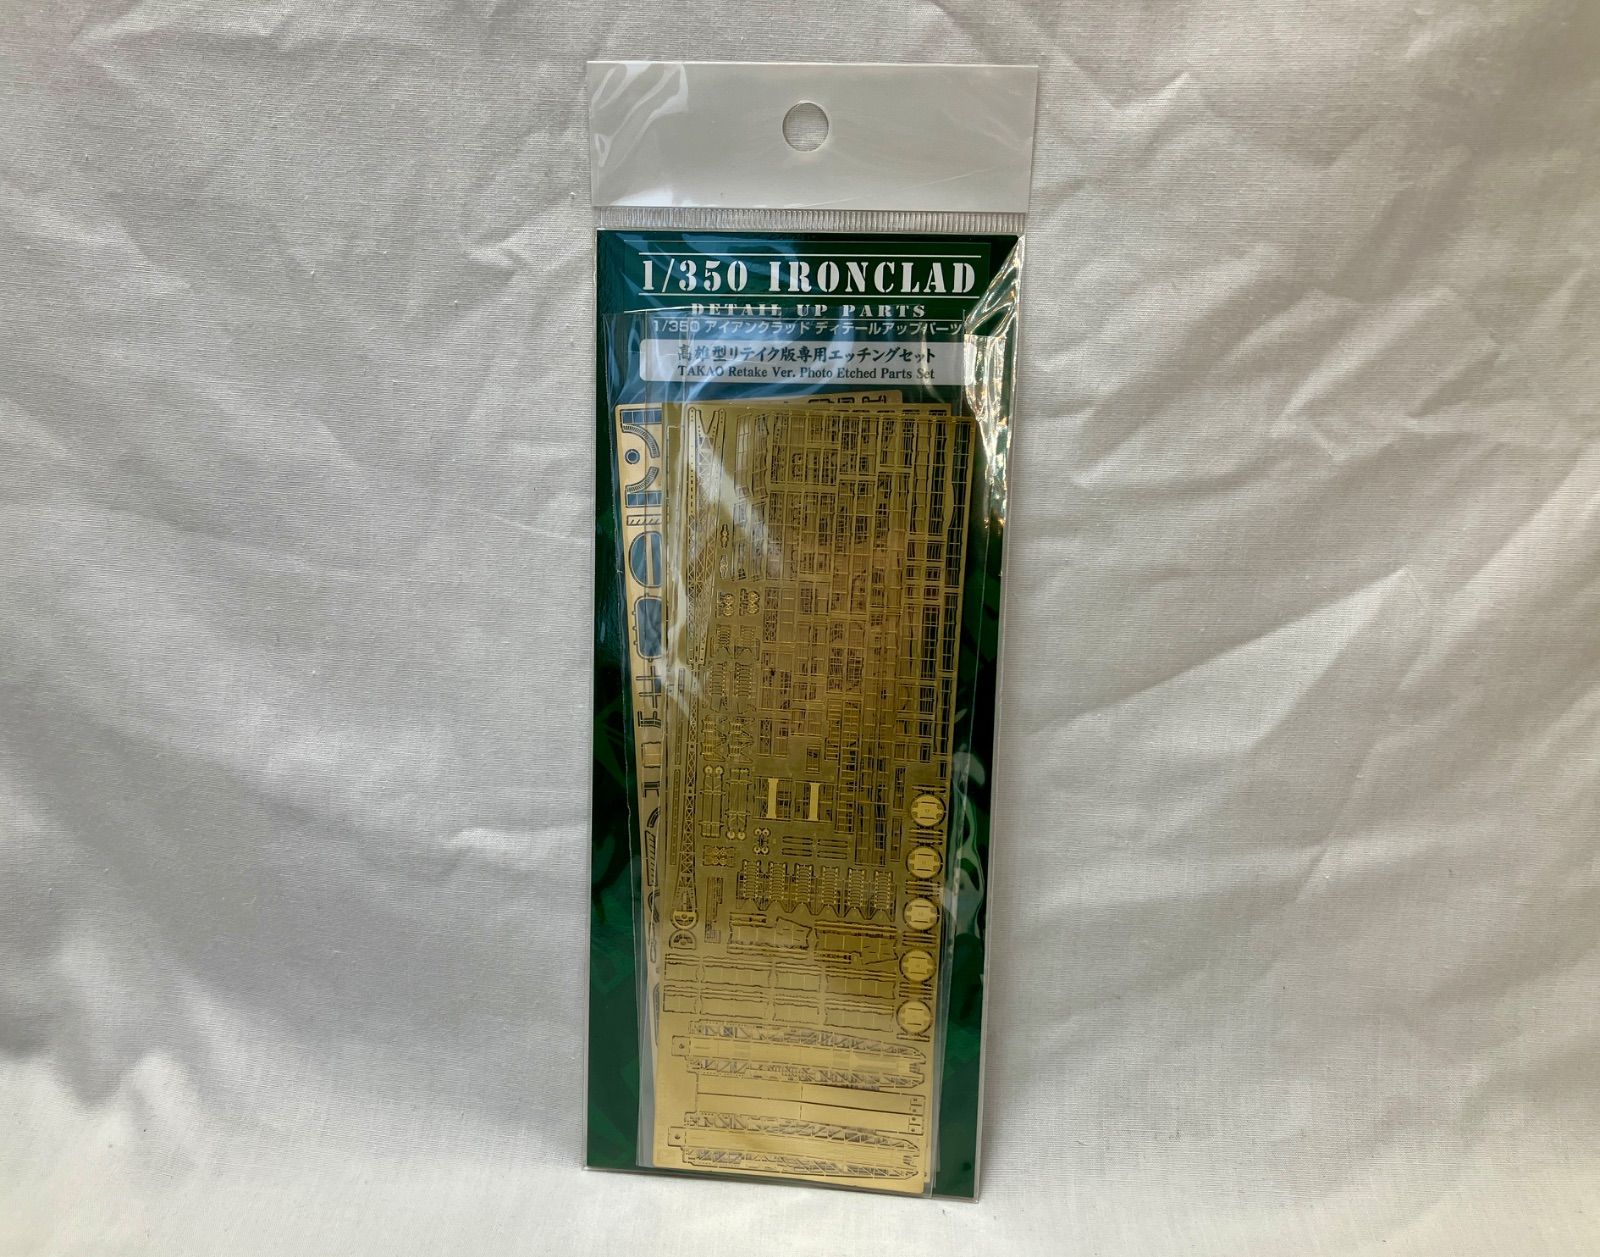 1/350 IRONCLAD
DETAIL UP PARTS
1/350 アイアンクラッド ディテールアップパーツ
高雄型リテイク版専用エッチングセット
TAKAO Retake Ver. Photo Etched Parts Set